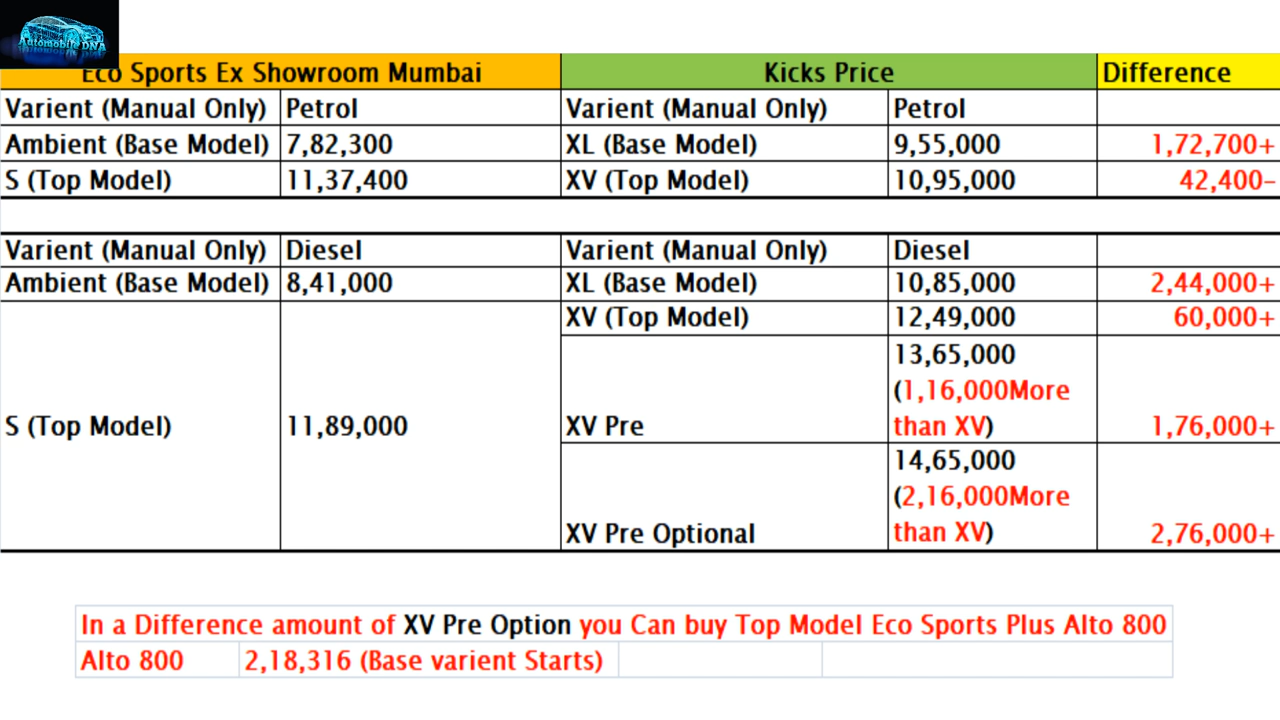 Automobile DNA
Eco Sports Ex Showroom Mumbai Kicks Price Difference
Varient (Manual Only) Petrol Varient (Manual Only) Petrol
Ambient (Base Model) 7,82,300 XL (Base Model) 9,55,000 1,72,700+
S (Top Model) 11,37,400 XV (Top Model) 10,95,000 42,400-
Varient (Manual Only) Diesel Varient (Manual Only) Diesel
Ambient (Base Model) 8,41,000 XL (Base Model) 10,85,000 2,44,000+
XV (Top Model) 12,49,000 60,000+
13,65,000
(1,16,000More
S (Top Model) 11,89,000 XV Pre than XV) 1,76,000+
14,65,000
(2,16,000More
XV Pre Optional than XV) 2,76,000+
In a Difference amount of XV Pre Option you Can buy Top Model Eco Sports Plus Alto 800
Alto 800 2,18,316 (Base varient Starts)